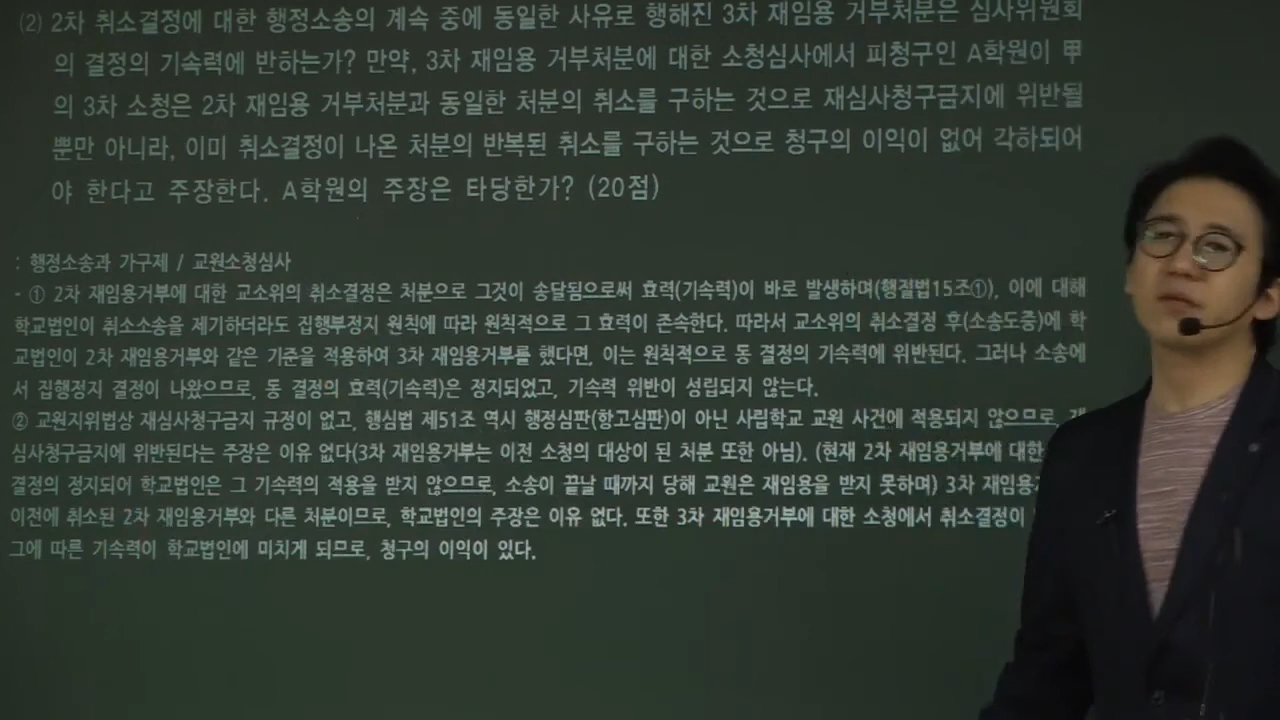 (2) 2차 취소결정에 대한 행정소송의 계속 중에 동일한 사유로 행해진 3차 재임용 거부처분은 심사위원회
의 결정의 기속력에 반하는가? 만약, 3차 재임용 거부처분에 대한 소청심사에서 피청구인 A학원이 甲
의 3차 소청은 2차 재임용 거부처분과 동일한 처분의 취소를 구하는 것으로 재심사청구금지에 위반될
뿐만 아니라, 이미 취소결정이 나온 처분의 반복된 취소를 구하는 것으로 청구의 이익이 없어 각하되어
야 한다고 주장한다. A학원의 주장은 타당한가? (20점)
: 행정소송과 가구제 / 교원소청심사
- ① 2차 재임용거부에 대한 교소위의 취소결정은 처분으로 그것이 송달됨으로써 효력(기속력)이 바로 발생하며(행절법15조①), 이에 대해
학교법인이 취소소송을 제기하더라도 집행부정지 원칙에 따라 원칙적으로 그 효력이 존속한다. 따라서 교소위의 취소결정 후(소송도중)에 학
교법인이 2차 재임용거부와 같은 기준을 적용하여 3차 재임용거부를 했다면, 이는 원칙적으로 동 결정의 기속력에 위반된다. 그러나 소송에
서 집행정지 결정이 나왔으므로, 동 결정의 효력(기속력)은 정지되었고, 기속력 위반이 성립되지 않는다.
② 교원지위법상 재심사청구금지 규정이 없고, 행심법 제51조 역시 행정심판(항고심판)이 아닌 사립학교 교원 사건에 적용되지 않으므로,
심사청구금지에 위반된다는 주장은 이유 없다(3차 재임용거부는 이전 소청의 대상이 된 처분 또한 아님). (현재 2차 재임용거부에 대한
결정의 정지되어 학교법인은 그 기속력의 적용을 받지 않으므로, 소송이 끝날 때까지 당해 교원은 재임용을 받지 못하며) 3차 재임용
이전에 취소된 2차 재임용거부와 다른 처분이므로, 학교법인의 주장은 이유 없다. 또한 3차 재임용거부에 대한 소청에서 취소결정이
그에 따른 기속력이 학교법인에 미치게 되므로, 청구의 이익이 있다.